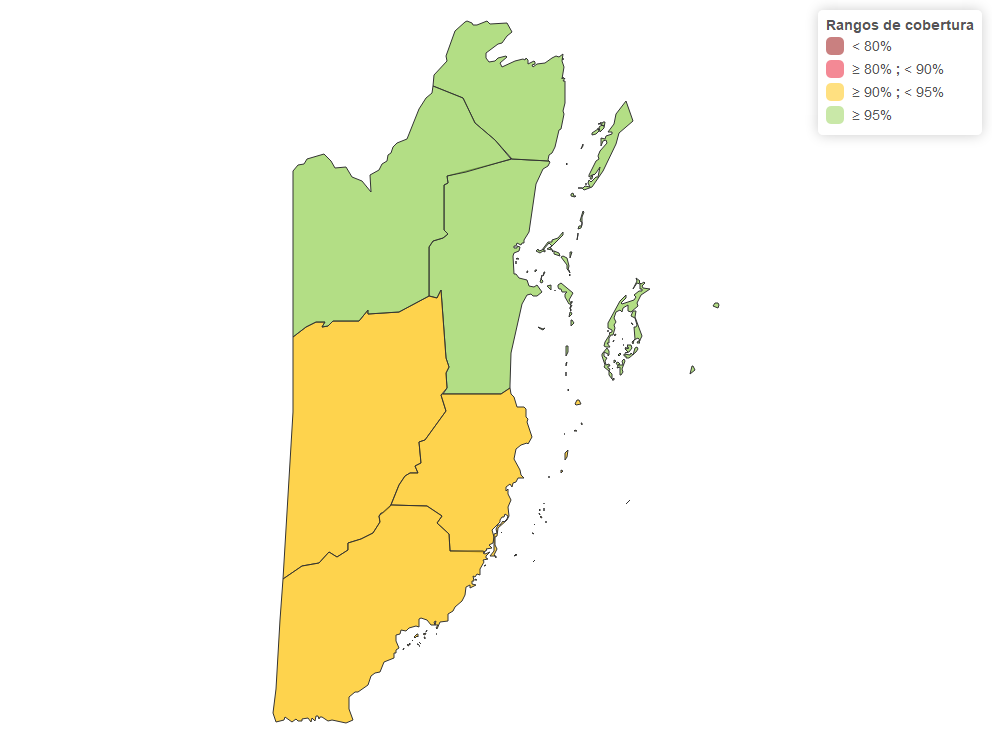 Rangos de cobertura
< 80%
≥ 80% ; < 90%
≥ 90% ; < 95%
≥ 95%